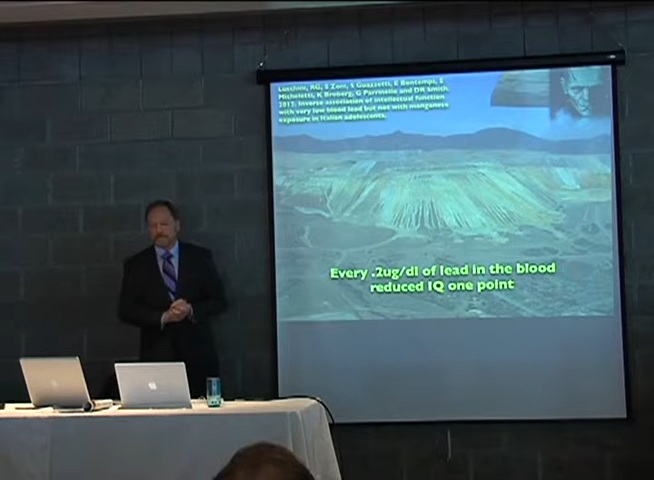 Lucchini, RG, S Zoni, S Guazzetti, E Bontempi, S
Micheletti, K Broberg, G Parrinello and DR Smith.
2012. Inverse association of intellectual function
with very low blood lead but not with manganese
exposure in Italian adolescents.
Every .2ug/dl of lead in the blood
reduced IQ one point